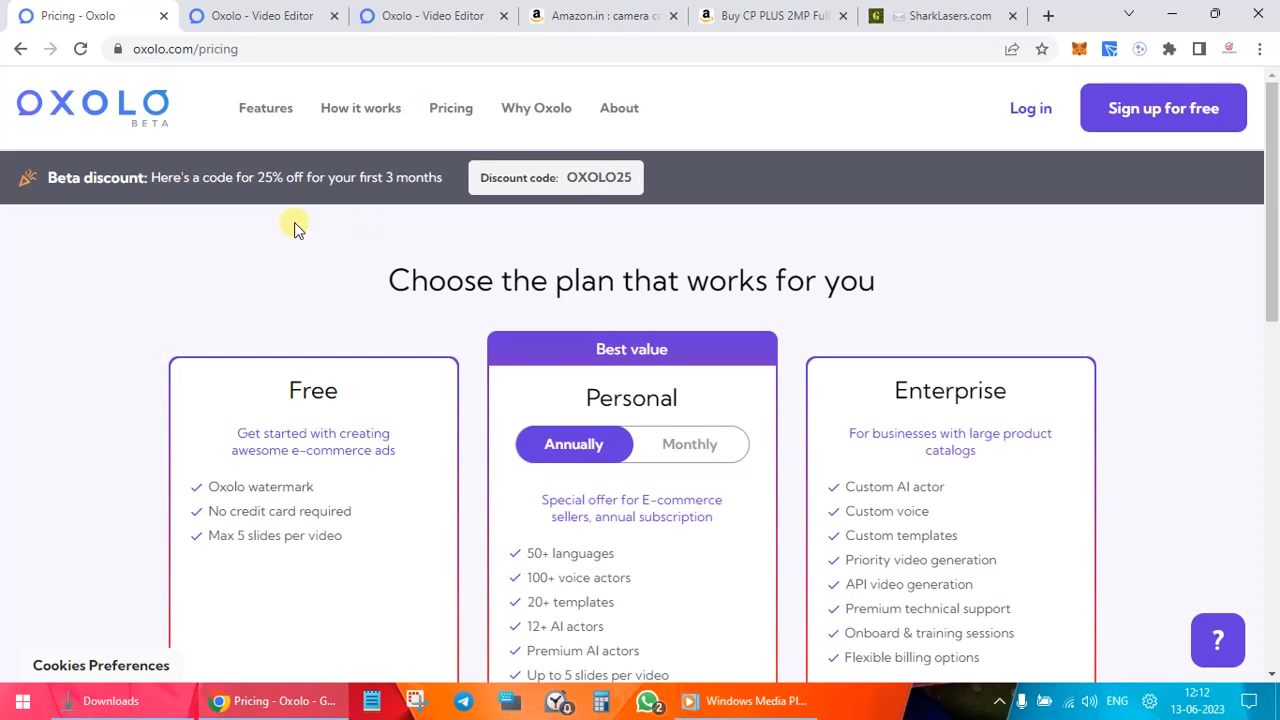 Pricing - Oxolo
Oxolo - Video Editor
Oxolo - Video Editor
Amazon.in : camera c
Buy CP PLUS 2MP Full
SharkLasers.com
oxolo.com/pricing
OXOLO
BETA
Features
How it works
Pricing
Why Oxolo
About
Log in
Sign up for free
Beta discount: Here's a code for 25% off for your first 3 months
Discount code: OXOLO25
Choose the plan that works for you
Free
Get started with creating
awesome e-commerce ads
Oxolo watermark
No credit card required
Max 5 slides per video
Best value
Personal
Annually
Monthly
Special offer for E-commerce
sellers, annual subscription
50+ languages
100+ voice actors
20+ templates
12+ AI actors
Premium AI actors
Up to 5 slides per video
Enterprise
For businesses with large product
catalogs
Custom AI actor
Custom voice
Custom templates
Priority video generation
API video generation
Premium technical support
Onboard & training sessions
Flexible billing options
Cookies Preferences
?
Downloads
Pricing - Oxolo - G...
0
2
Windows Media Pl...
ENG
12:12
13-06-2023